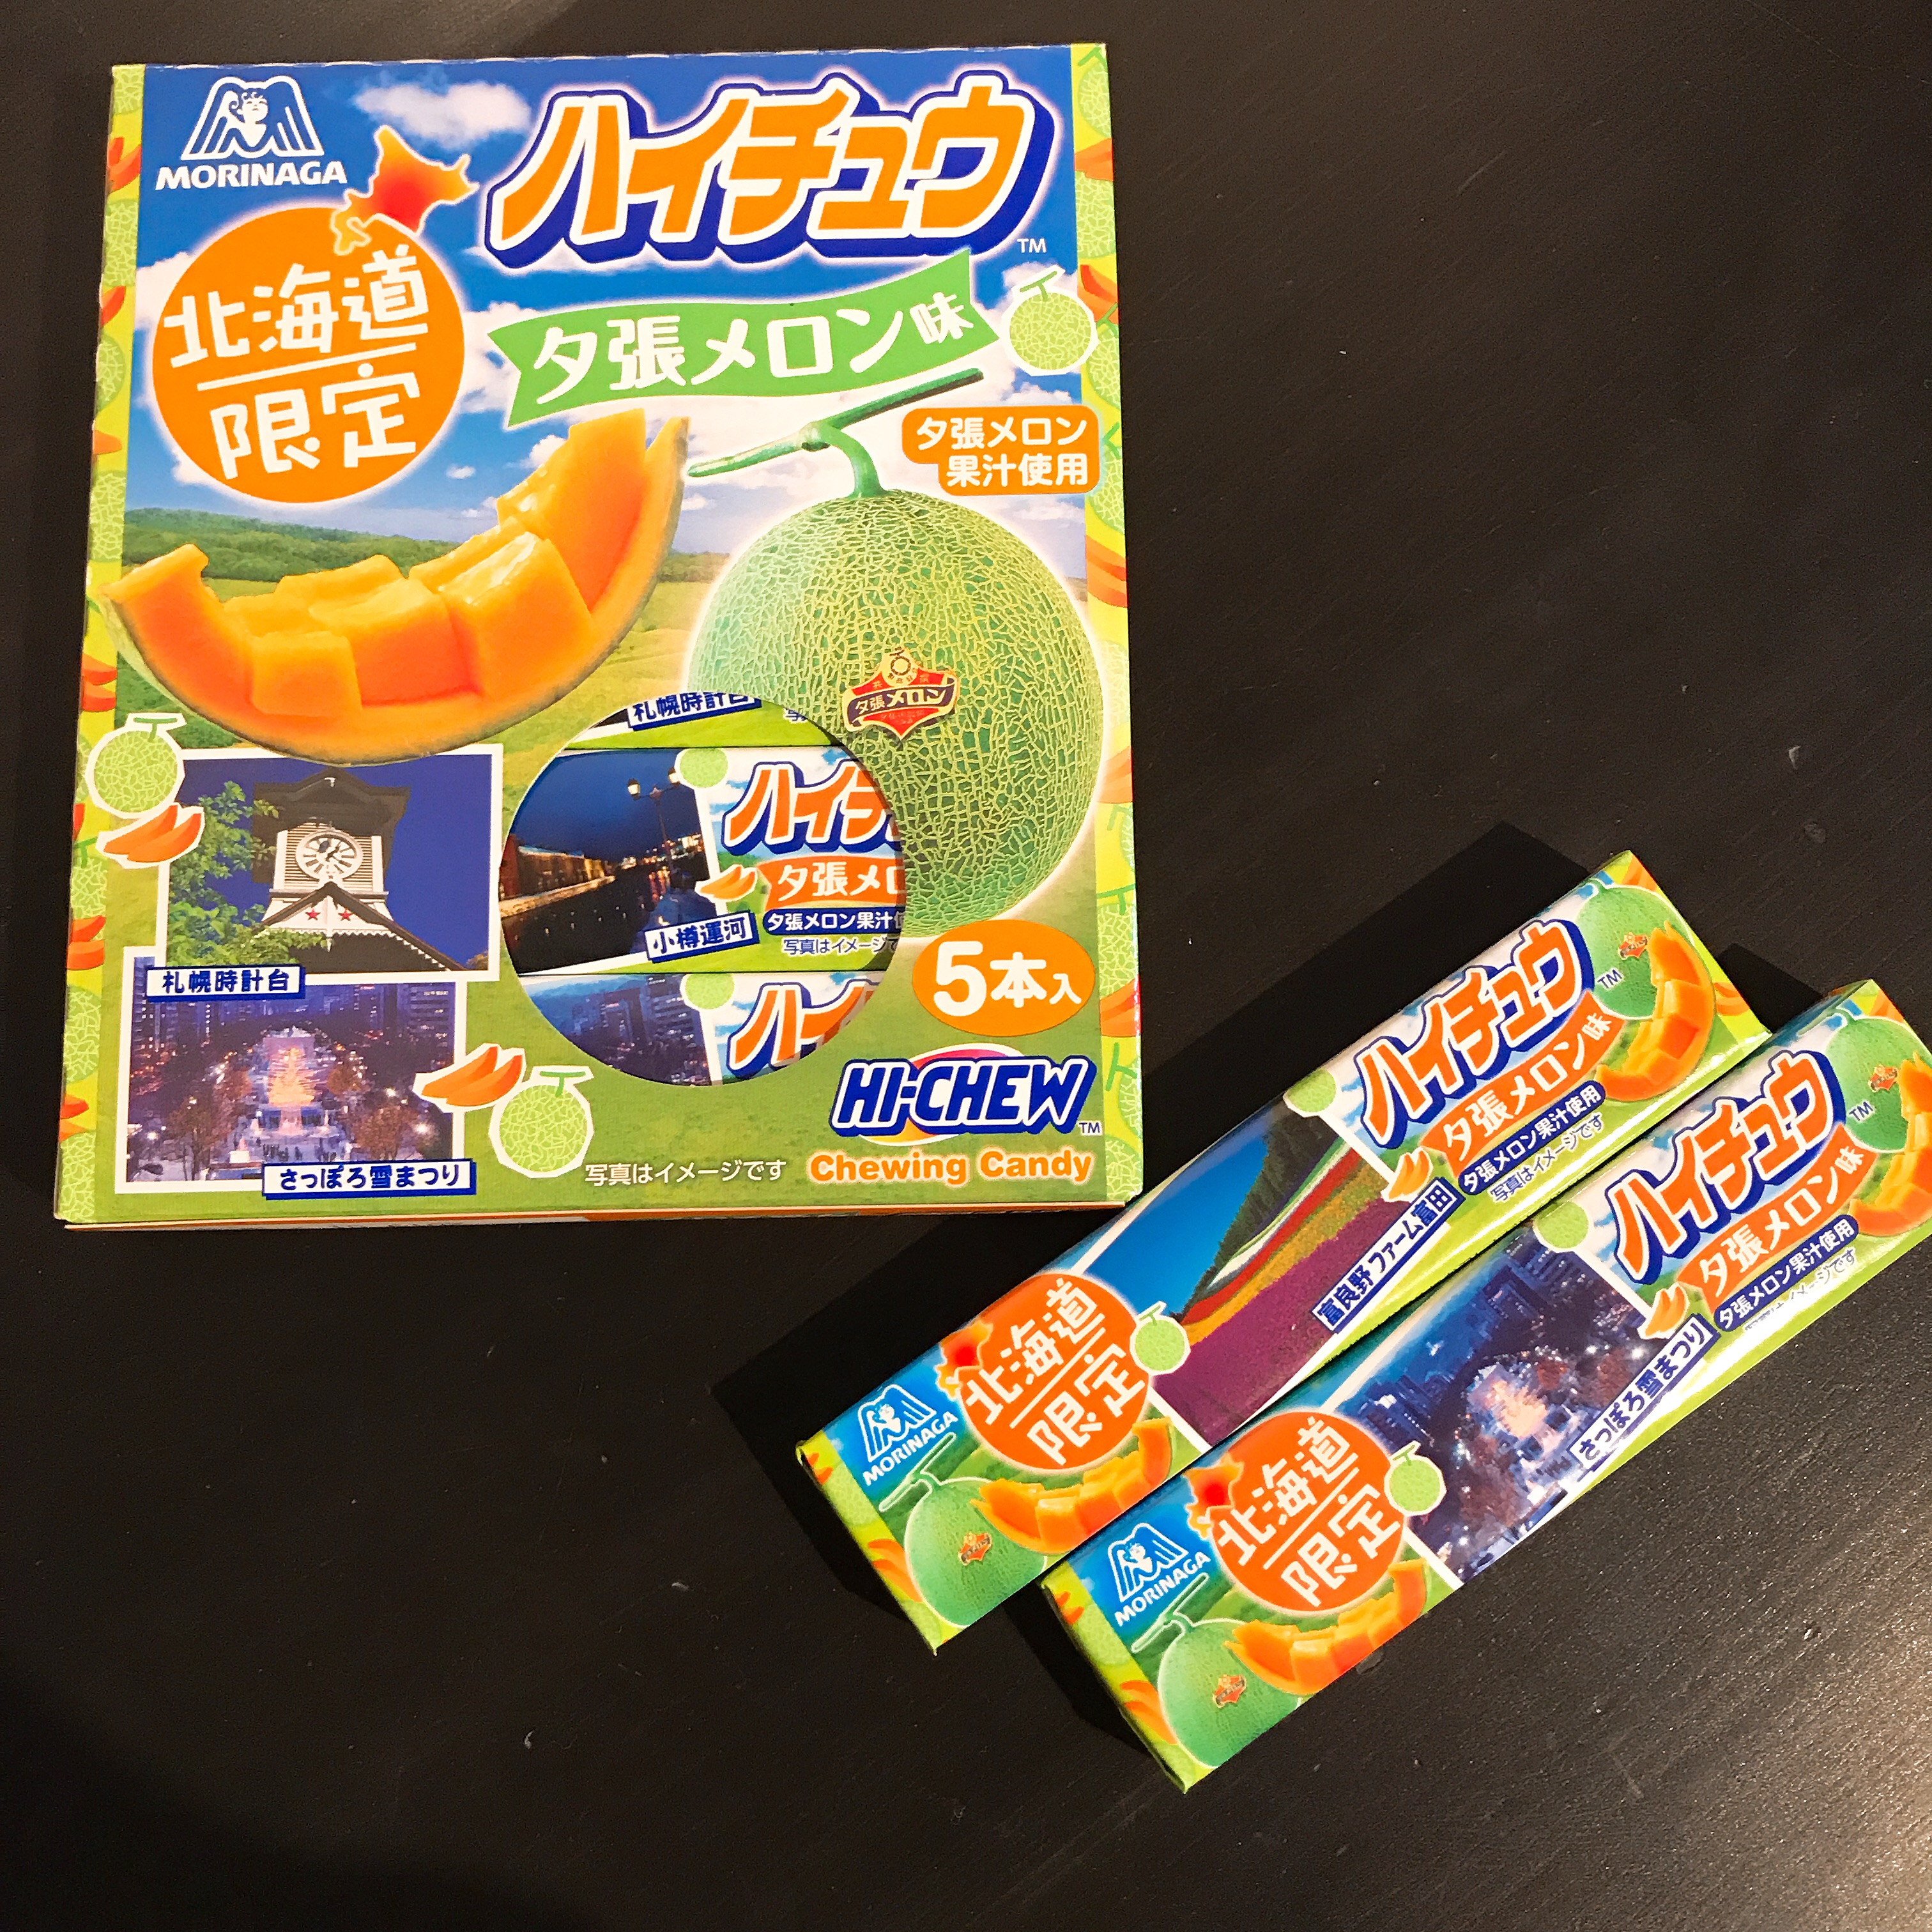 MORINAGA
ハイチュウ
TM
北海道
限定
夕張メロン味
夕張メロン
果汁使用
夕張メロン
札幌時計台
ハイチ
夕張メロ
夕張メロン果汁
小樽運河
写真はイメージで
ハイ
5本入
札幌時計台
さっぽろ雪まつり
写真はイメージです
HI-CHEW
TM
Chewing Candy
ハイチュウ
TM
夕張メロン味
夕張メロン果汁使用
写真はイメージです
富良野 ファーム富田
北海道
限定
MORINAGA
ハイチュウ
TM
夕張メロン味
夕張メロン果汁使用
さっぽろ雪まつり
北海道
限定
MORINAGA